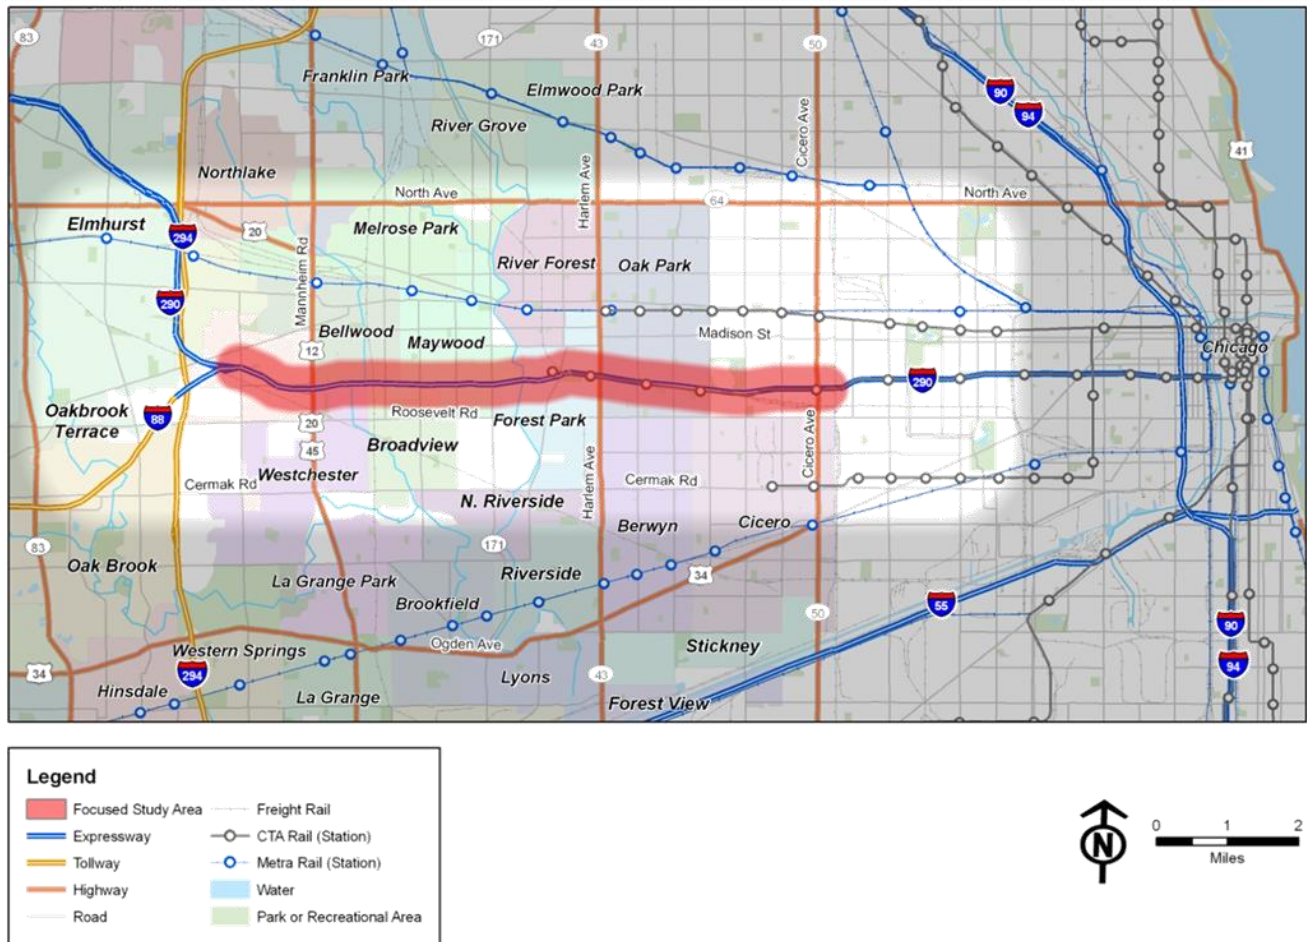 83
171
43
50
Franklin Park
Elmwood Park
90
94
River Grove
Cicero Ave
41
Northlake
North Ave
Harlem Ave
64
North Ave
Elmhurst
294
20
Melrose Park
Mannheim Rd
River Forest
Oak Park
290
Bellwood
Maywood
Madison St
12
Chicago
290
88
Oakbrook
Terrace
20
Roosevelt Rd
Forest Park
45
Broadview
Cicero Ave
Harlem Ave
Westchester
Cermak Rd
Cermak Rd
N. Riverside
Berwyn
Cicero
83
171
Oak Brook
La Grange Park
Riverside
34
Brookfield
55
50
90
Ogden Ave
Western Springs
Stickney
294
34
94
Hinsdale
La Grange
Lyons
43
Forest View
Legend
Focused Study Area
Expressway
Tollway
Highway
Road
Freight Rail
CTA Rail (Station)
Metra Rail (Station)
Water
Park or Recreational Area
N
0 1 2
Miles